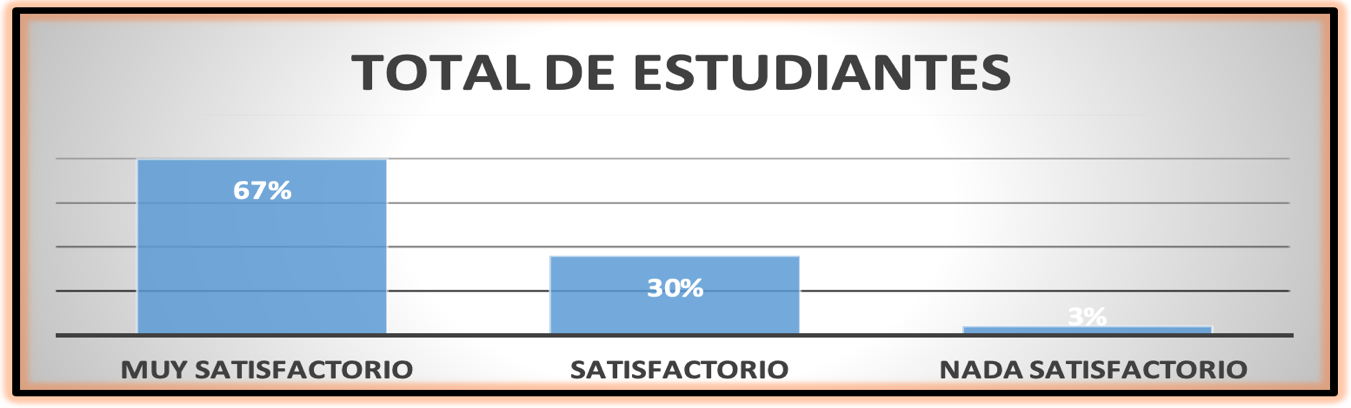 TOTAL DE ESTUDIANTES
67%
30%
3%
MUY SATISFACTORIO
SATISFACTORIO
NADA SATISFACTORIO